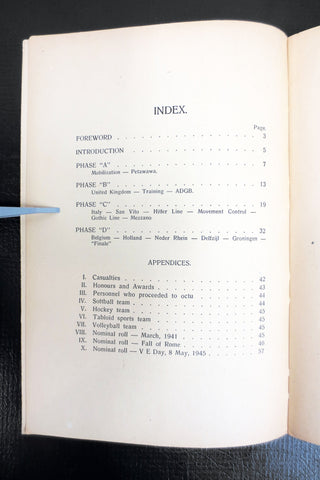 INDEX.
Page.
FOREWORD . . . . . . . . . . . . . . . 3
INTRODUCTION . . . . . . . . . . . . . . 5
PHASE "A" . . . . . . . . . . . . . . . 7
Mobilization — Petawawa.
PHASE "B" . . . . . . . . . . . . . . . 13
United Kingdom — Training — ADGB.
PHASE "C" . . . . . . . . . . . . . . . 19
Italy — San Vito — Hitler Line — Movement Control —
Gothic Line — Mezzano
PHASE "D" . . . . . . . . . . . . . . . 32
Belgium — Holland — Neder Rhein — Delfzijl — Groningen —
"Finale"
APPENDICES.
I. Casualties . . . . . . . . . . . . . 42
II. Honours and Awards . . . . . . . . . . 43
III. Personnel who proceeded to octu . . . . . . 44
IV. Softball team . . . . . . . . . . . . 44
V. Hockey team . . . . . . . . . . . . 45
VI. Tabloid sports team . . . . . . . . . . 45
VII. Volleyball team . . . . . . . . . . . 45
VIII. Nominal roll — March, 1941 . . . . . . . 45
IX. Nominal roll — Fall of Rome . . . . . . . 46
X. Nominal roll — V E Day, 8 May, 1945 . . . . . 57